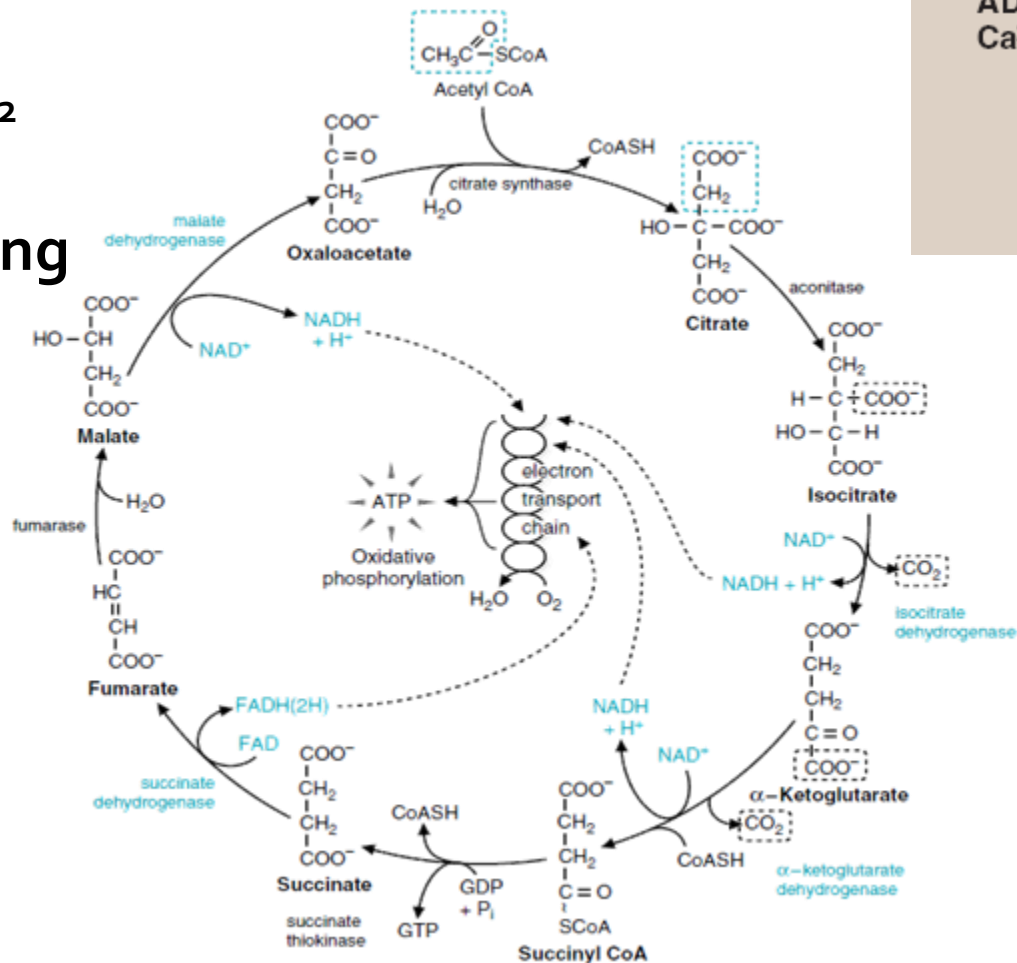 AD
Ca
2
ng
O
CH₃C–SCoA
Acetyl CoA
COO⁻
C=O
CH₂
COO⁻
Oxaloacetate
CoASH
citrate synthase
H₂O
COO⁻
CH₂
HO–C–COO⁻
CH₂
COO⁻
Citrate
aconitase
COO⁻
CH₂
H–C–COO⁻
HO–C–H
COO⁻
Isocitrate
NAD⁺
CO₂
NADH + H⁺
isocitrate
dehydrogenase
COO⁻
CH₂
CH₂
C=O
COO⁻
α–Ketoglutarate
NADH
+ H⁺
NAD⁺
CO₂
CoASH
α–ketoglutarate
dehydrogenase
COO⁻
CH₂
CH₂
C=O
SCoA
Succinyl CoA
CoASH
GDP
+ Pᵢ
GTP
succinate
thiokinase
COO⁻
CH₂
CH₂
COO⁻
Succinate
FADH(2H)
FAD
succinate
dehydrogenase
COO⁻
HC
CH
COO⁻
Fumarate
fumarase
H₂O
COO⁻
HO–CH
CH₂
COO⁻
Malate
malate
dehydrogenase
NAD⁺
NADH
+ H⁺
electron
transport
chain
ATP
Oxidative
phosphorylation
H₂O
O₂